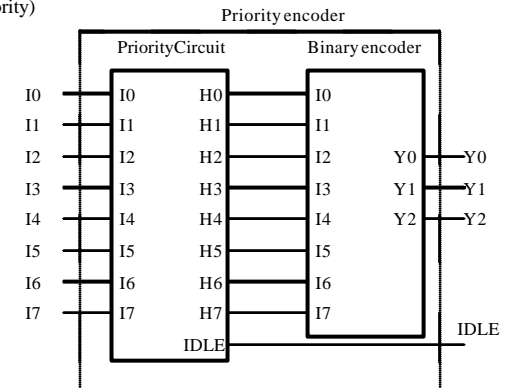 ority)
Priority encoder
Priority Circuit Binary encoder
I0 I0 H0 I0
I1 I1 H1 I1
I2 I2 H2 I2 Y0 Y0
I3 I3 H3 I3 Y1 Y1
I4 I4 H4 I4 Y2 Y2
I5 I5 H5 I5
I6 I6 H6 I6
I7 I7 H7 I7
IDLE IDLE